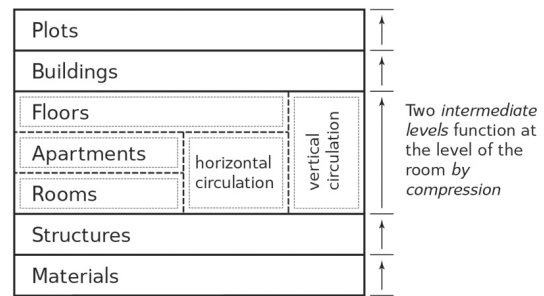 Plots
Buildings
Floors
Apartments
Rooms
horizontal
circulation
vertical
circulation
Structures
Materials
Two intermediate
levels function at
the level of the
room by
compression